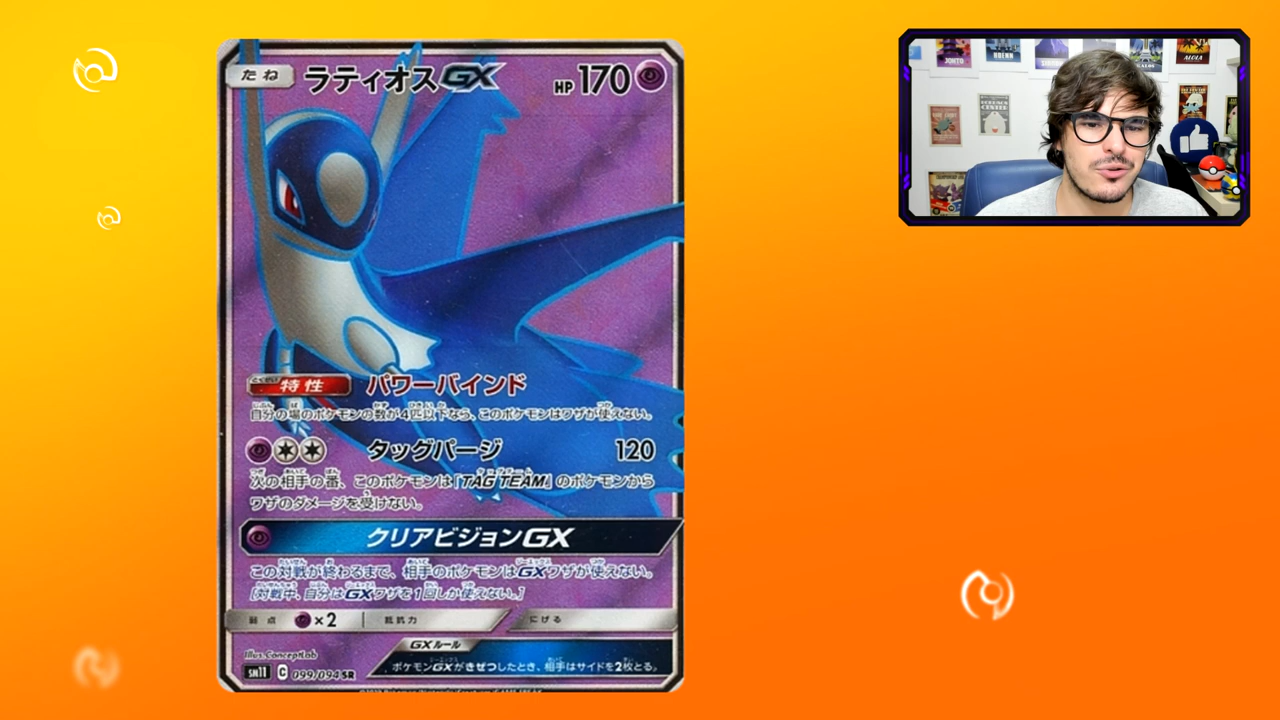 たね ラティオスGX HP 170
特性 パワーバインド
自分の場のポケモンの数が4匹以下なら、このポケモンはワザが使えない。
タッグパージ 120
次の相手の番、このポケモンは「TAG TEAM」のポケモンから
ワザのダメージを受けない。
クリアビジョンGX
この対戦が終わるまで、相手のポケモンはGXワザが使えない。
[対戦中、自分はGXワザを1回しか使えない。]
弱点 ×2 抵抗力 にげる
GXルール
ポケモンGXがきぜつしたとき、相手はサイドを2枚とる。
Illus. ConceptLab
SM11 C 099/094 SR
JOHTO
HOENN
ALOLA